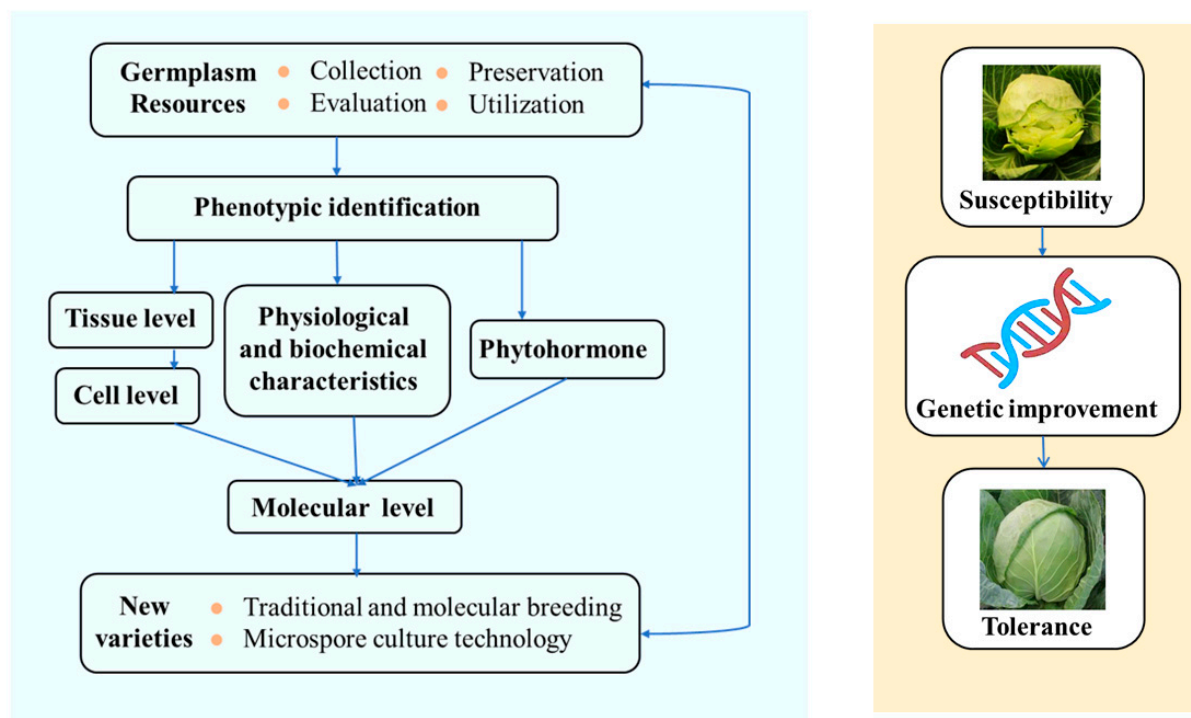 Germplasm Resources
Collection
Preservation
Evaluation
Utilization
Phenotypic identification
Tissue level
Cell level
Physiological
and biochemical
characteristics
Phytohormone
Molecular level
New
varieties
Traditional and molecular breeding
Microspore culture technology
Susceptibility
Genetic improvement
Tolerance